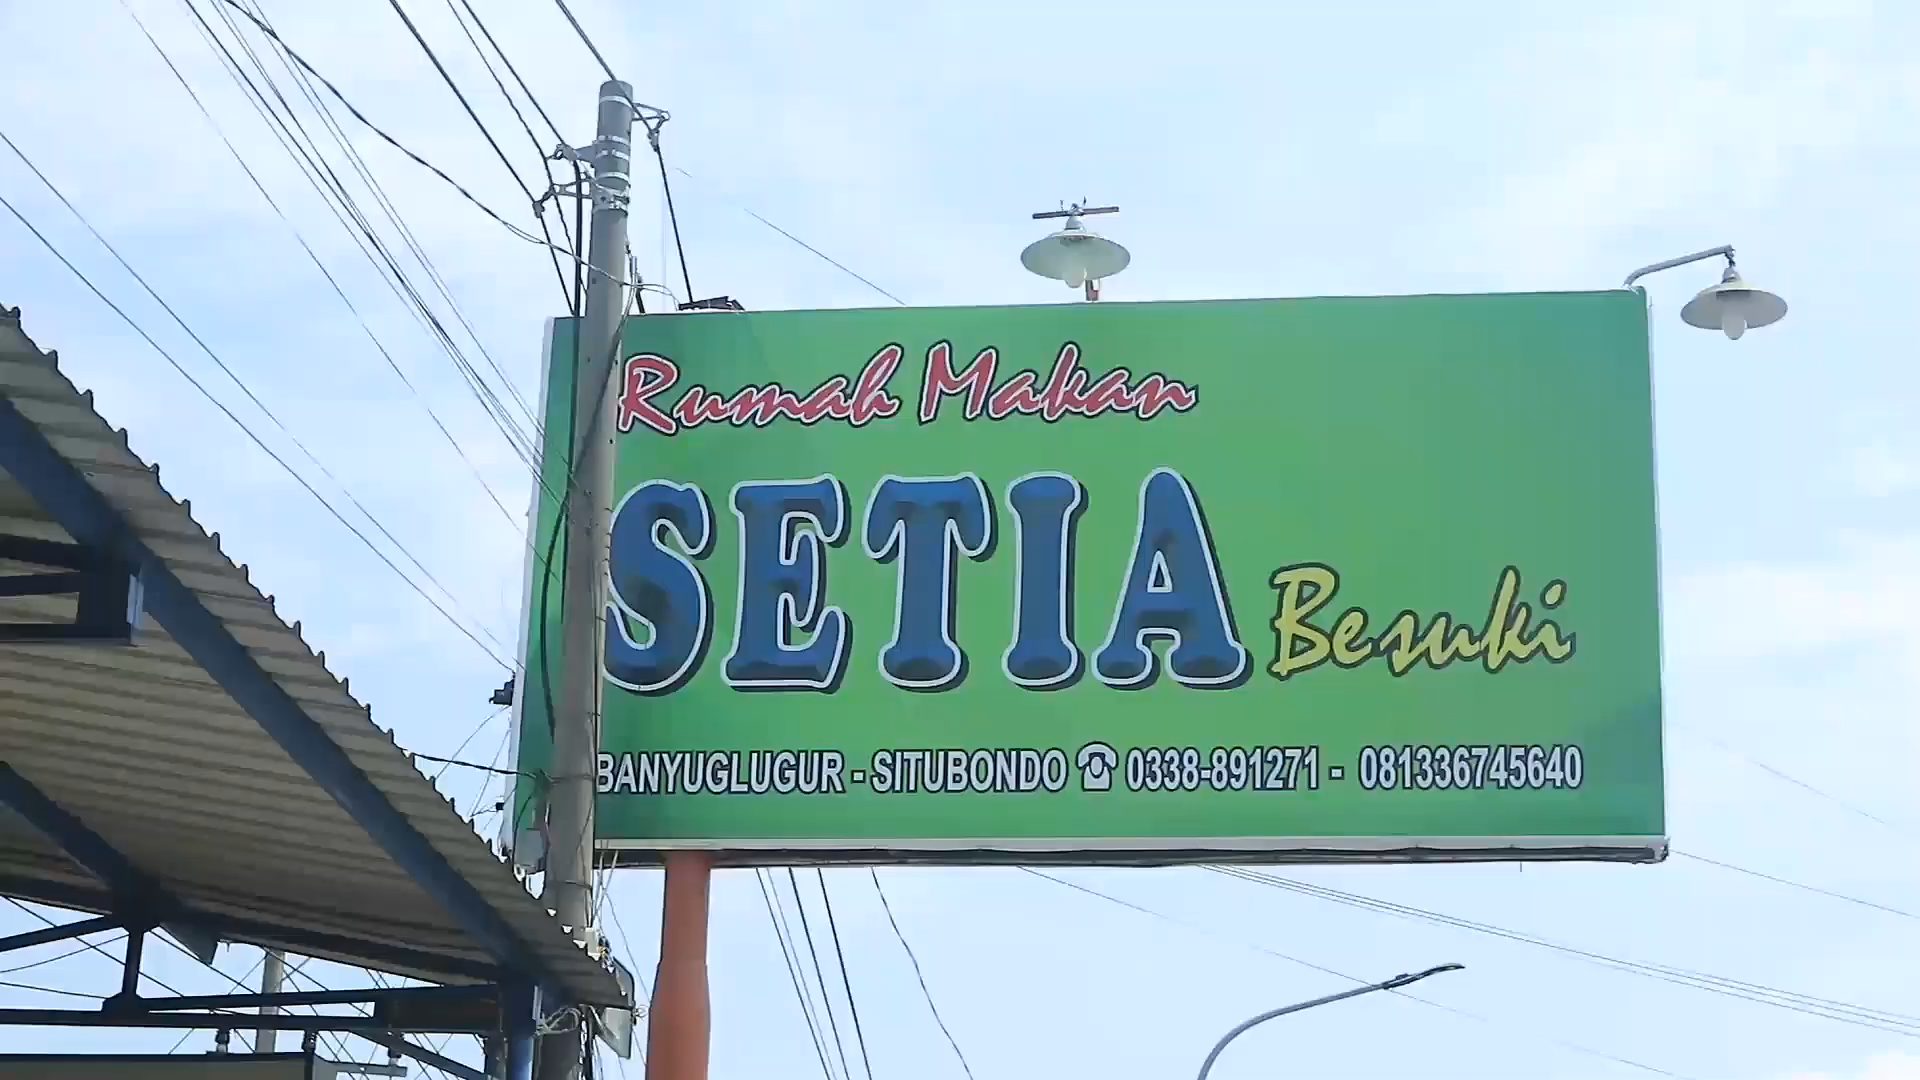 Rumah Makan
SETIA Besuki
BANYUGLUGUR - SITUBONDO ☎ 0338-891271 - 081336745640